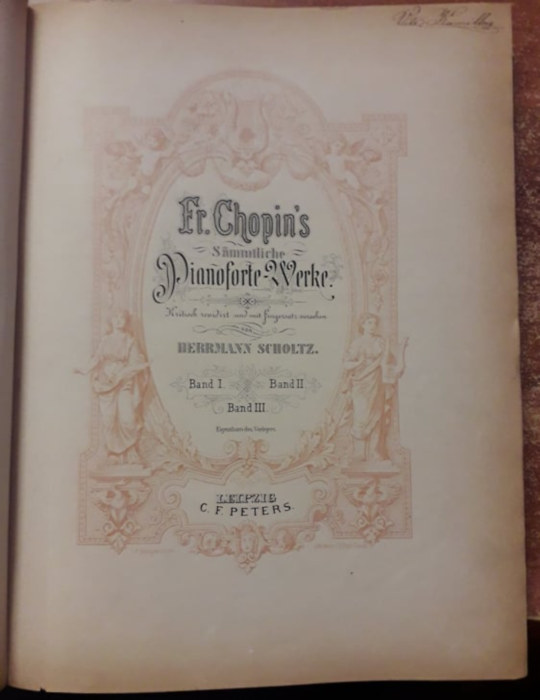 Fr. Chopin's
Sämmtliche
Pianoforte-Werke.
Kritisch revidirt und mit Fingersatz versehen
VON
HERRMANN SCHOLTZ.
Band I. Band II.
Band III.
Eigenthum des Verlegers.
LEIPZIG
C. F. PETERS.